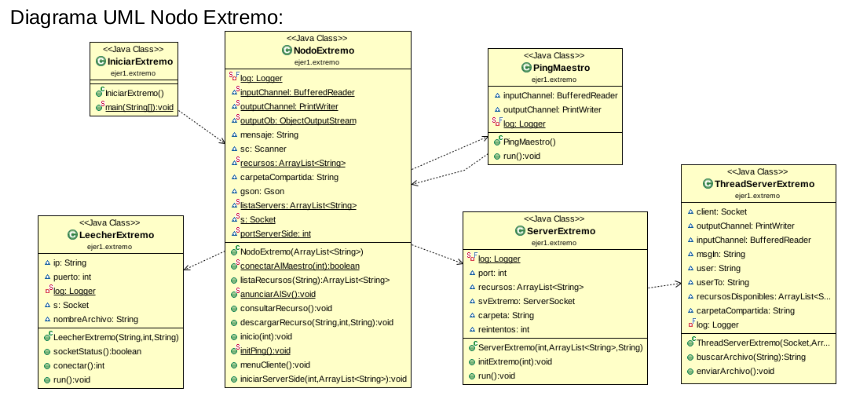 Diagrama UML Nodo Extremo:
<<Java Class>>
IniciarExtremo
ejer1.extremo
IniciarExtremo()
main(String[]):void
<<Java Class>>
NodoExtremo
ejer1.extremo
log: Logger
inputChannel: BufferedReader
outputChannel: PrintWriter
outputOb: ObjectOutputStream
mensaje: String
sc: Scanner
recursos: ArrayList<String>
carpetaCompartida: String
gson: Gson
listaServers: ArrayList<String>
s: Socket
portServerSide: int
NodoExtremo(ArrayList<String>)
conectarAlMaestro(int):boolean
listaRecursos(String):ArrayList<String>
anunciarAlSv():void
consultarRecurso():void
descargarRecurso(String,int,String):void
inicio(int):void
initPing():void
menuCliente():void
iniciarServerSide(int,ArrayList<String>):void
<<Java Class>>
PingMaestro
ejer1.extremo
inputChannel: BufferedReader
outputChannel: PrintWriter
log: Logger
PingMaestro()
run():void
<<Java Class>>
LeecherExtremo
ejer1.extremo
ip: String
puerto: int
log: Logger
s: Socket
nombreArchivo: String
LeecherExtremo(String,int,String)
socketStatus():boolean
conectar():int
run():void
<<Java Class>>
ServerExtremo
ejer1.extremo
log: Logger
port: int
recursos: ArrayList<String>
svExtremo: ServerSocket
carpeta: String
reintentos: int
ServerExtremo(int,ArrayList<String>,String)
initExtremo(int):void
run():void
<<Java Class>>
ThreadServerExtremo
ejer1.extremo
client: Socket
outputChannel: PrintWriter
inputChannel: BufferedReader
msgIn: String
user: String
userTo: String
recursosDisponibles: ArrayList<S...
carpetaCompartida: String
log: Logger
ThreadServerExtremo(Socket,Arr...
buscarArchivo(String):String
enviarArchivo():void